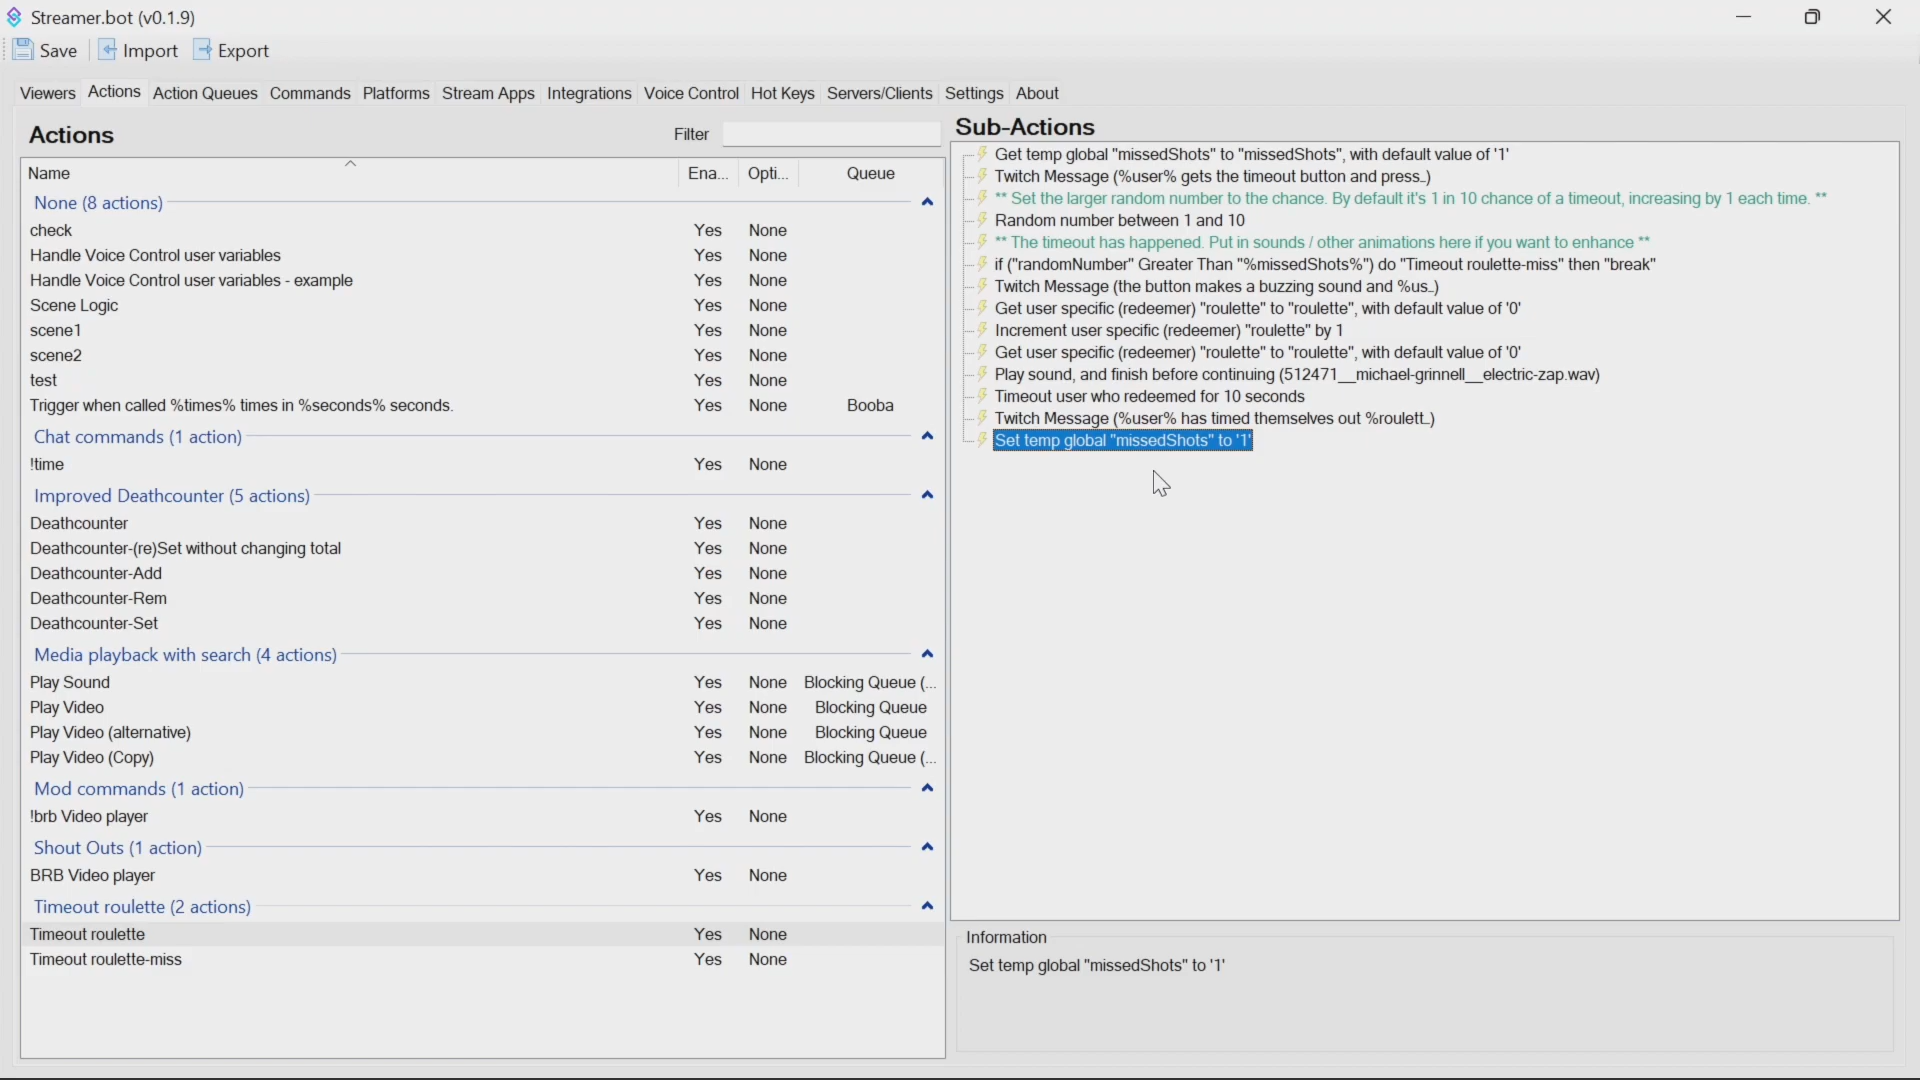 Streamer.bot (v0.1.9)
Save Import Export
Viewers Actions Action Queues Commands Platforms Stream Apps Integrations Voice Control Hot Keys Servers/Clients Settings About
Actions
Filter
Name Ena... Opti... Queue
None (8 actions)
check Yes None
Handle Voice Control user variables Yes None
Handle Voice Control user variables - example Yes None
Scene Logic Yes None
scene1 Yes None
scene2 Yes None
test Yes None
Trigger when called %times% times in %seconds% seconds. Yes None Booba
Chat commands (1 action)
!time Yes None
Improved Deathcounter (5 actions)
Deathcounter Yes None
Deathcounter-(re)Set without changing total Yes None
Deathcounter-Add Yes None
Deathcounter-Rem Yes None
Deathcounter-Set Yes None
Media playback with search (4 actions)
Play Sound Yes None Blocking Queue (...
Play Video Yes None Blocking Queue
Play Video (alternative) Yes None Blocking Queue
Play Video (Copy) Yes None Blocking Queue (...
Mod commands (1 action)
!brb Video player Yes None
Shout Outs (1 action)
BRB Video player Yes None
Timeout roulette (2 actions)
Timeout roulette Yes None
Timeout roulette-miss Yes None
Sub-Actions
Get temp global "missedShots" to "missedShots", with default value of '1'
Twitch Message (%user% gets the timeout button and press...)
** Set the larger random number to the chance. By default it's 1 in 10 chance of a timeout, increasing by 1 each time. **
Random number between 1 and 10
** The timeout has happened. Put in sounds / other animations here if you want to enhance **
if ("randomNumber" Greater Than "%missedShots%") do "Timeout roulette-miss" then "break"
Twitch Message (the button makes a buzzing sound and %us...)
Get user specific (redeemer) "roulette" to "roulette", with default value of '0'
Increment user specific (redeemer) "roulette" by 1
Get user specific (redeemer) "roulette" to "roulette", with default value of '0'
Play sound, and finish before continuing (512471__michael-grinnell__electric-zap.wav)
Timeout user who redeemed for 10 seconds
Twitch Message (%user% has timed themselves out %roulett...)
Set temp global "missedShots" to '1'
Information
Set temp global "missedShots" to '1'